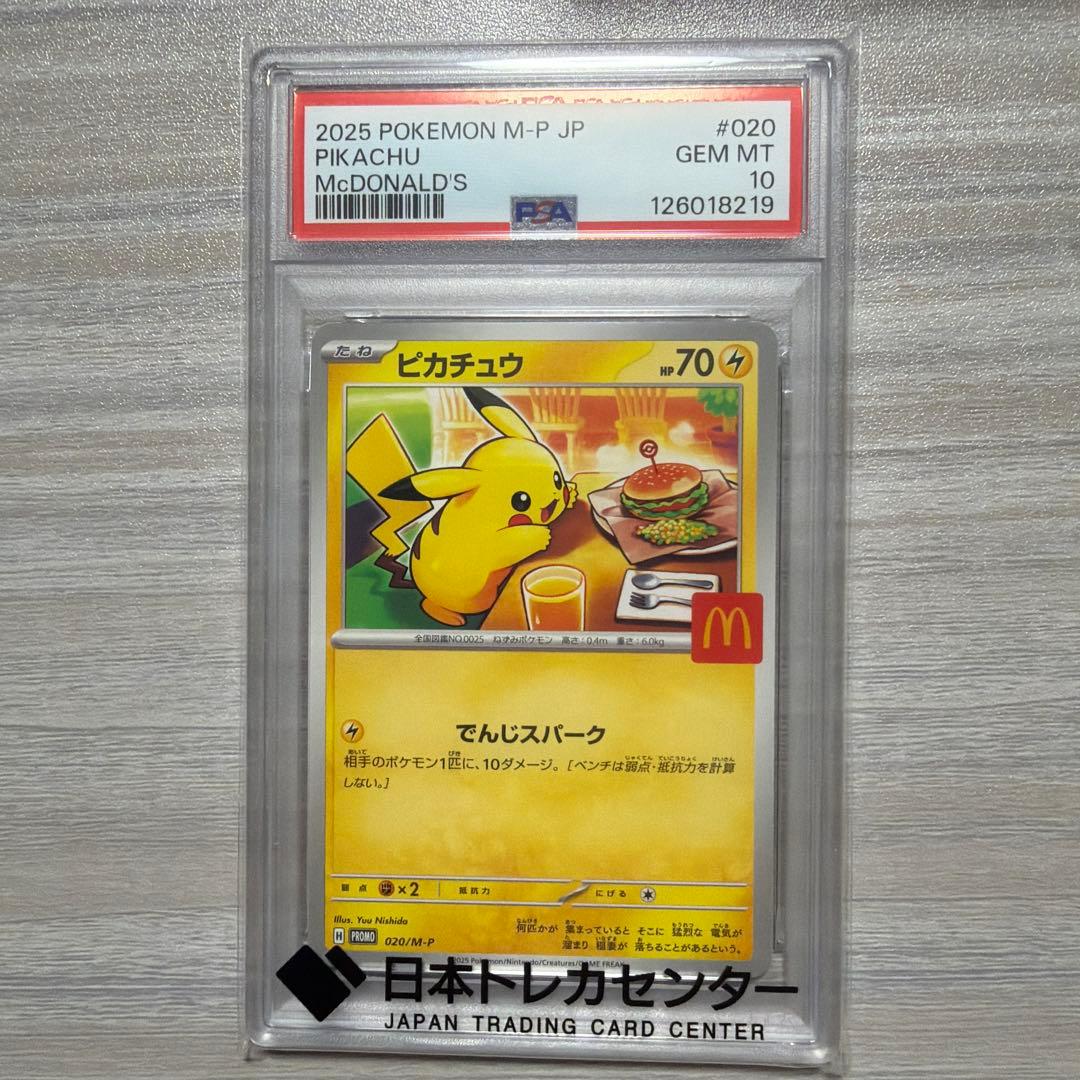 2025 POKEMON M-P JP #020
PIKACHU GEM MT
McDONALD'S 10
PSA 126018219
たね ピカチュウ HP70
全国図鑑NO.0025 ねずみポケモン 高さ:0.4m 重さ:6.0kg
でんじスパーク
相手のポケモン1匹に、10ダメージ。[ベンチは弱点・抵抗力を計算
しない。]
弱点 ×2 抵抗力 にげる
Illus. Yuu Nishida
H PROMO 020/M-P
何匹かが 集まっていると そこに 猛烈な 電気が
溜まり 稲妻が 落ちることがあるという。
2025 Pokémon/Nintendo/Creatures/GAME FREAK
日本トレカセンター
JAPAN TRADING CARD CENTER